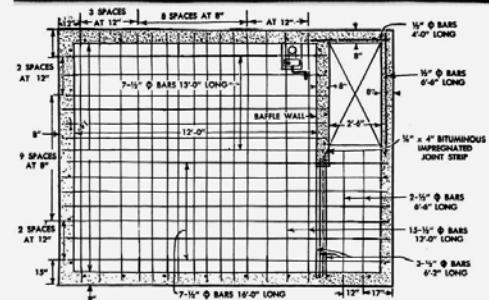 3 SPACES
AT 12"
8 SPACES AT 8"
AT 12"
½" Φ BARS
4'-0" LONG
2 SPACES
AT 12"
8"
½" Φ BARS
6'-6" LONG
7-½" Φ BARS 13'-0" LONG
8"
BAFFLE WALL
12'-0"
2'-6"
x 4" BITUMINOUS
IMPREGNATED
JOINT STRIP
8"
9 SPACES
AT 8"
2-½" Φ BARS
6'-6" LONG
15-½" Φ BARS
12'-0" LONG
2 SPACES
AT 12"
3-½" Φ BARS
6'-2" LONG
15"
7-½" Φ BARS 16'-0" LONG
12"
17"